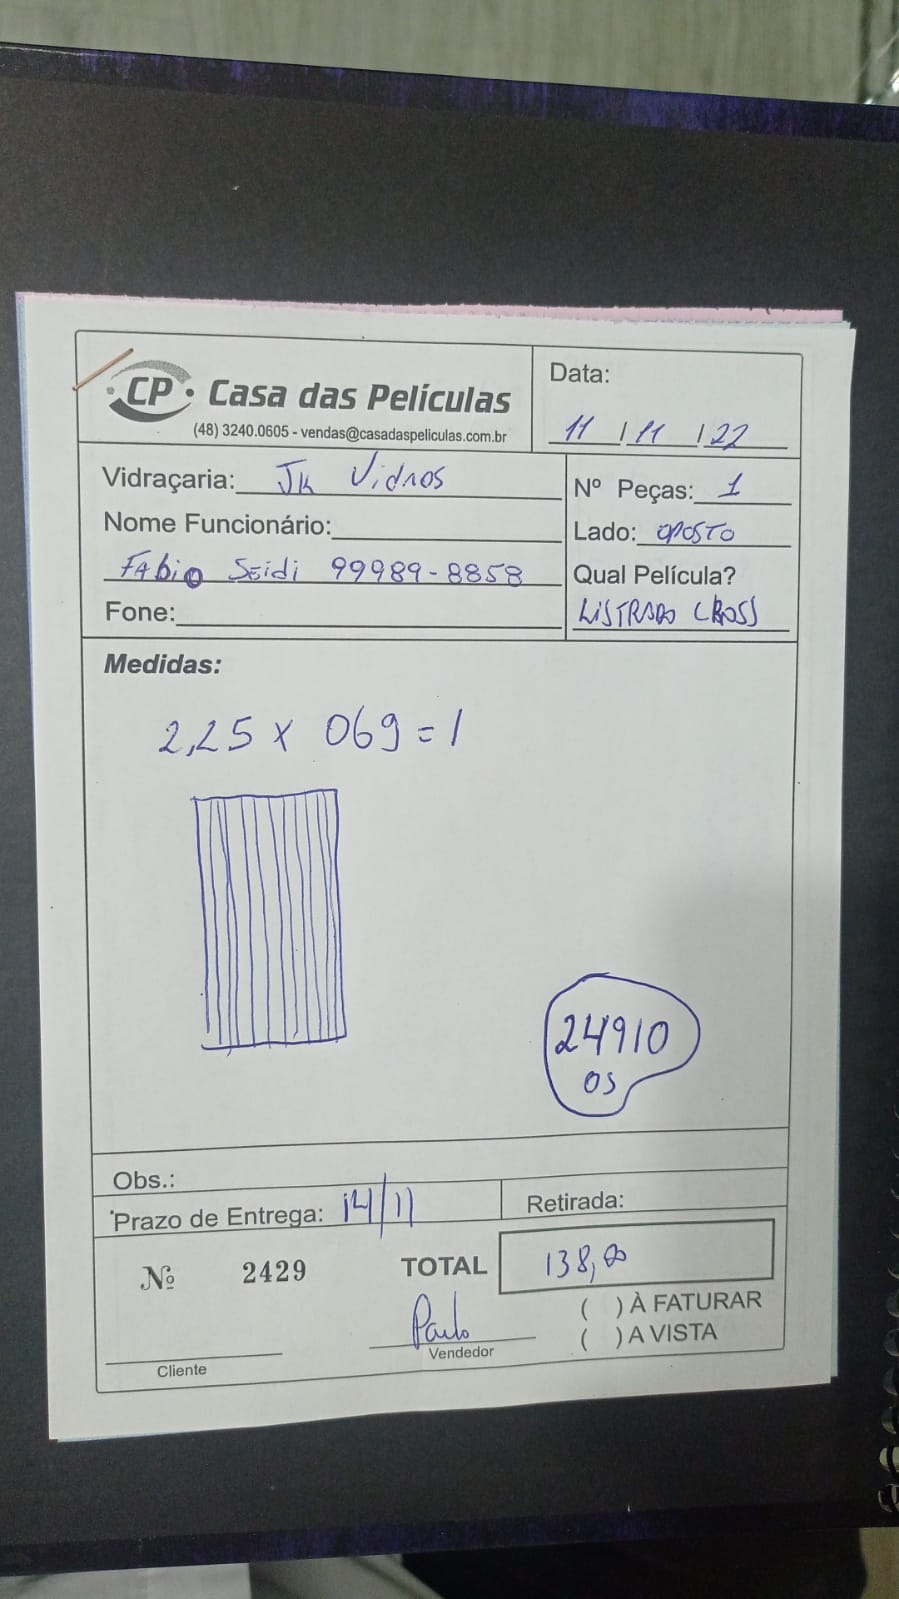 CP Casa das Películas
(48) 3240.0605 - vendas@casadaspeliculas.com.br
Data:
11 / 11 / 22
Vidraçaria: JK Vidros
Nº Peças: 1
Nome Funcionário:
Lado: OPOSTO
FAbio SEidi 99989-8858
Qual Película?
Fone:
LISTRADO CROSS
Medidas:
2,25 x 069 = 1
24910
OS
Obs.:
Prazo de Entrega: 14/11
Retirada:
Nº 2429
TOTAL 138,00
( ) À FATURAR
Paulo
( ) A VISTA
Vendedor
Cliente